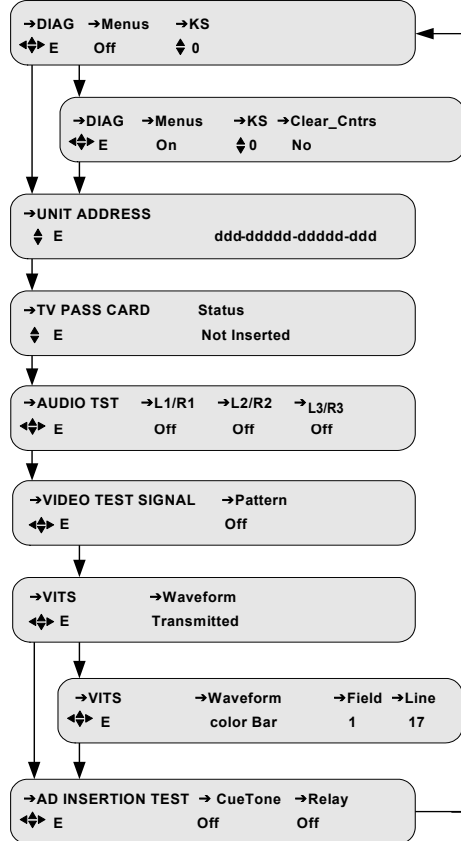 →DIAG →Menus →KS
E Off 0
→DIAG →Menus →KS →Clear_Cntrs
E On 0 No
→UNIT ADDRESS
E ddd-ddddd-ddddd-ddd
→TV PASS CARD Status
E Not Inserted
→AUDIO TST →L1/R1 →L2/R2 →L3/R3
E Off Off Off
→VIDEO TEST SIGNAL →Pattern
E Off
→VITS →Waveform
E Transmitted
→VITS →Waveform →Field →Line
E color Bar 1 17
→AD INSERTION TEST → CueTone →Relay
E Off Off